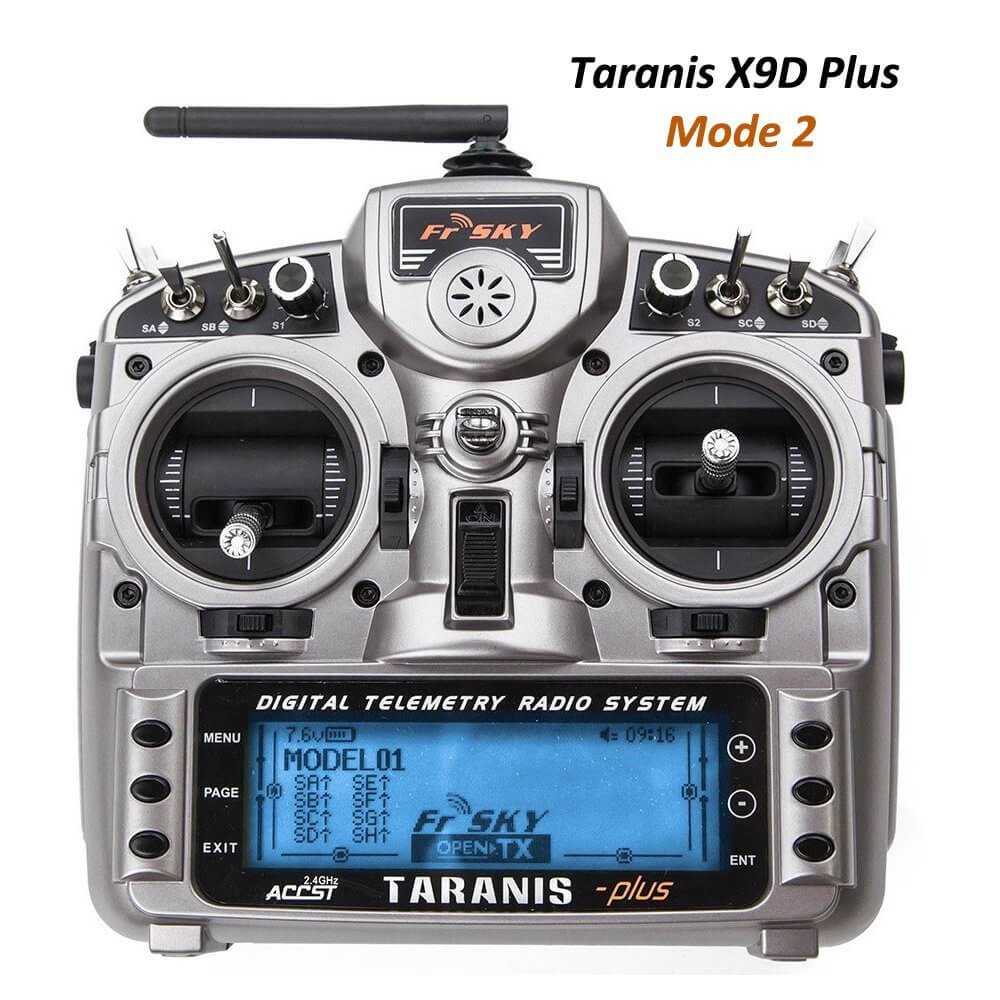 Taranis X9D Plus
Mode 2
FrSKY
SA SB S1
S2 SC SD
ON
DIGITAL TELEMETRY RADIO SYSTEM
MENU
PAGE
EXIT
7.6v 09:16
MODEL01
SA↑ SE↑
SB↑ SF↑
SC↑ SG↑
SD↑ SH↑
FrSKY
OPEN TX
+
-
ENT
2.4GHz
ACCST TARANIS -plus